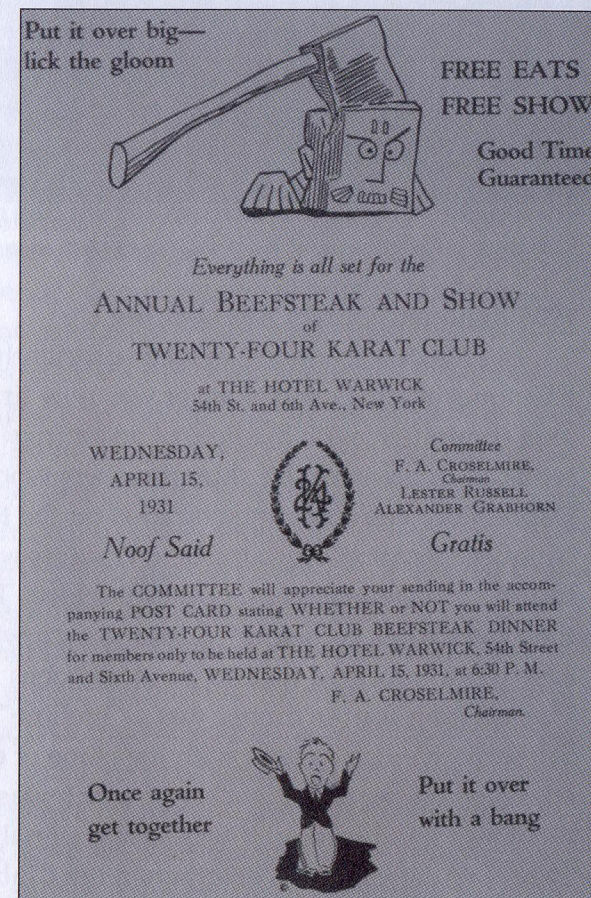 Put it over big—
lick the gloom
FREE EATS
FREE SHOW
Good Time
Guaranteed
Everything is all set for the
ANNUAL BEEFSTEAK AND SHOW
of
TWENTY-FOUR KARAT CLUB
at THE HOTEL WARWICK
54th St. and 6th Ave., New York
WEDNESDAY,
APRIL 15,
1931
Noof Said
24 K
Committee
F. A. CROSELMIRE,
Chairman
LESTER RUSSELL
ALEXANDER GRABHORN
Gratis
The COMMITTEE will appreciate your sending in the accom-
panying POST CARD stating WHETHER or NOT you will attend
the TWENTY-FOUR KARAT CLUB BEEFSTEAK DINNER
for members only to be held at THE HOTEL WARWICK, 54th Street
and Sixth Avenue, WEDNESDAY, APRIL 15, 1931, at 6:30 P. M.
F. A. CROSELMIRE,
Chairman.
Once again
get together
Put it over
with a bang
©